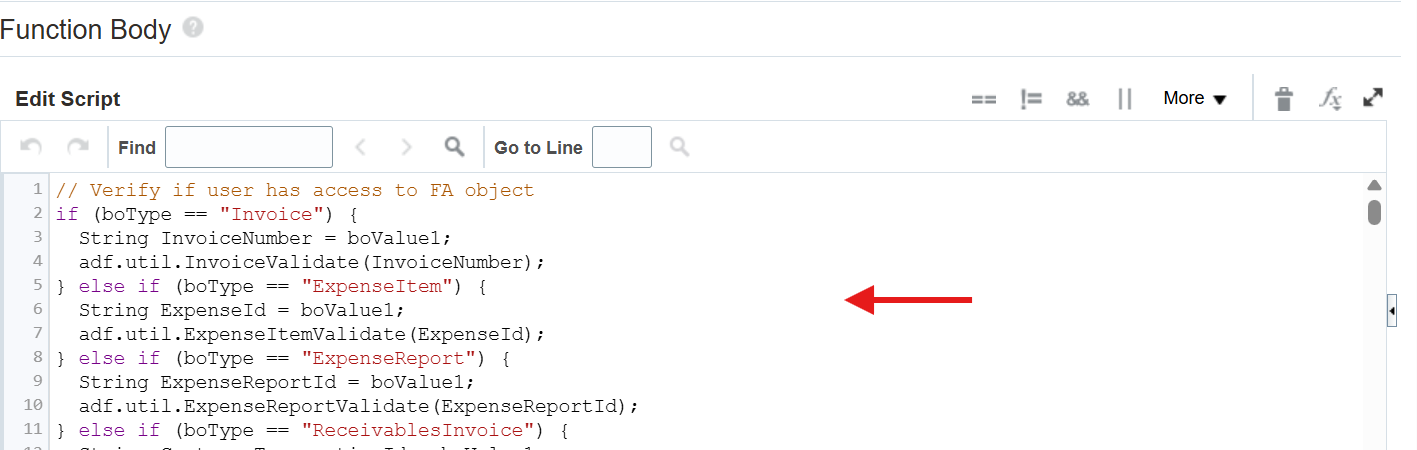 Function Body
Edit Script == != && || More
Find Go to Line
1 // Verify if user has access to FA object
2 if (boType == "Invoice") {
3 String InvoiceNumber = boValue1;
4 adf.util.InvoiceValidate(InvoiceNumber);
5 } else if (boType == "ExpenseItem") {
6 String ExpenseId = boValue1;
7 adf.util.ExpenseItemValidate(ExpenseId);
8 } else if (boType == "ExpenseReport") {
9 String ExpenseReportId = boValue1;
10 adf.util.ExpenseReportValidate(ExpenseReportId);
11 } else if (boType == "ReceivablesInvoice") {